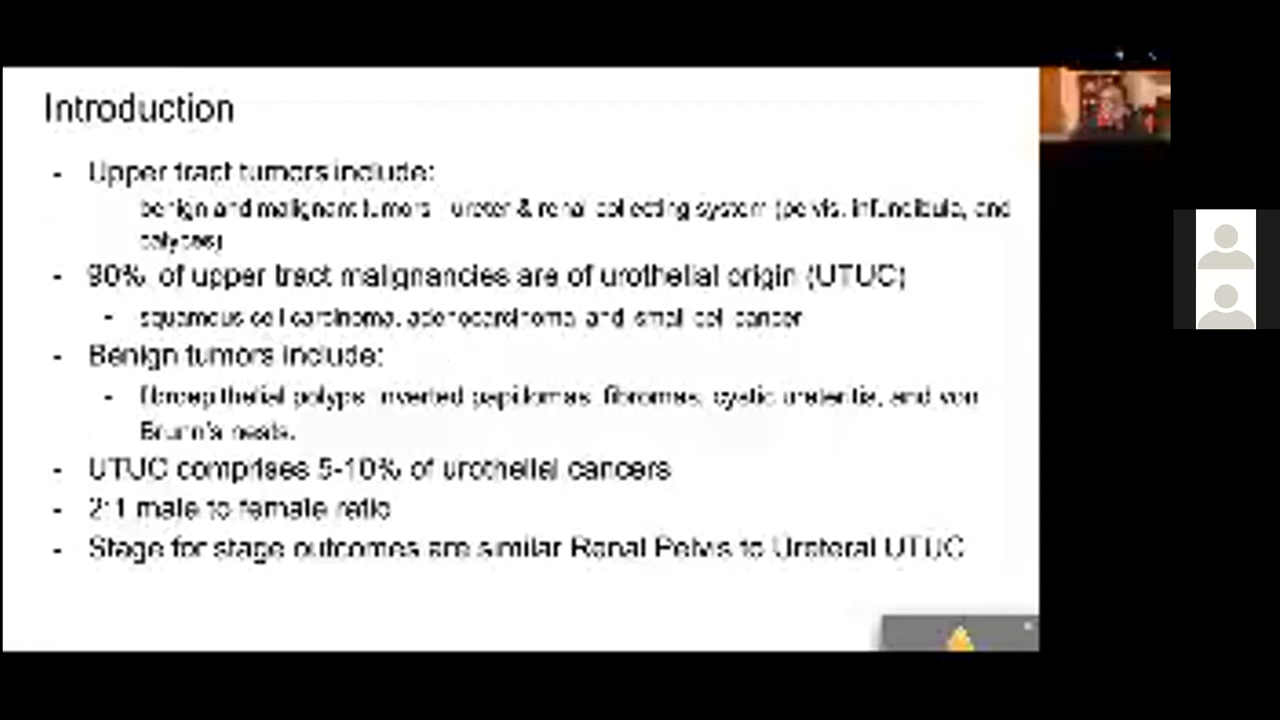 Introduction
- Upper tract tumors include:
benign and malignant tumors - ureter & renal collecting system (pelvis, infundibula, and
calyces)
- 90% of upper tract malignancies are of urothelial origin (UTUC)
- squamous cell carcinoma, adenocarcinoma, and small cell cancer
- Benign tumors include:
- fibroepithelial polyps, inverted papillomas, fibromas, cystic ureteritis, and von
Brunn's nests.
- UTUC comprises 5-10% of urothelial cancers
- 2:1 male to female ratio
- Stage for stage outcomes are similar Renal Pelvis to Ureteral UTUC